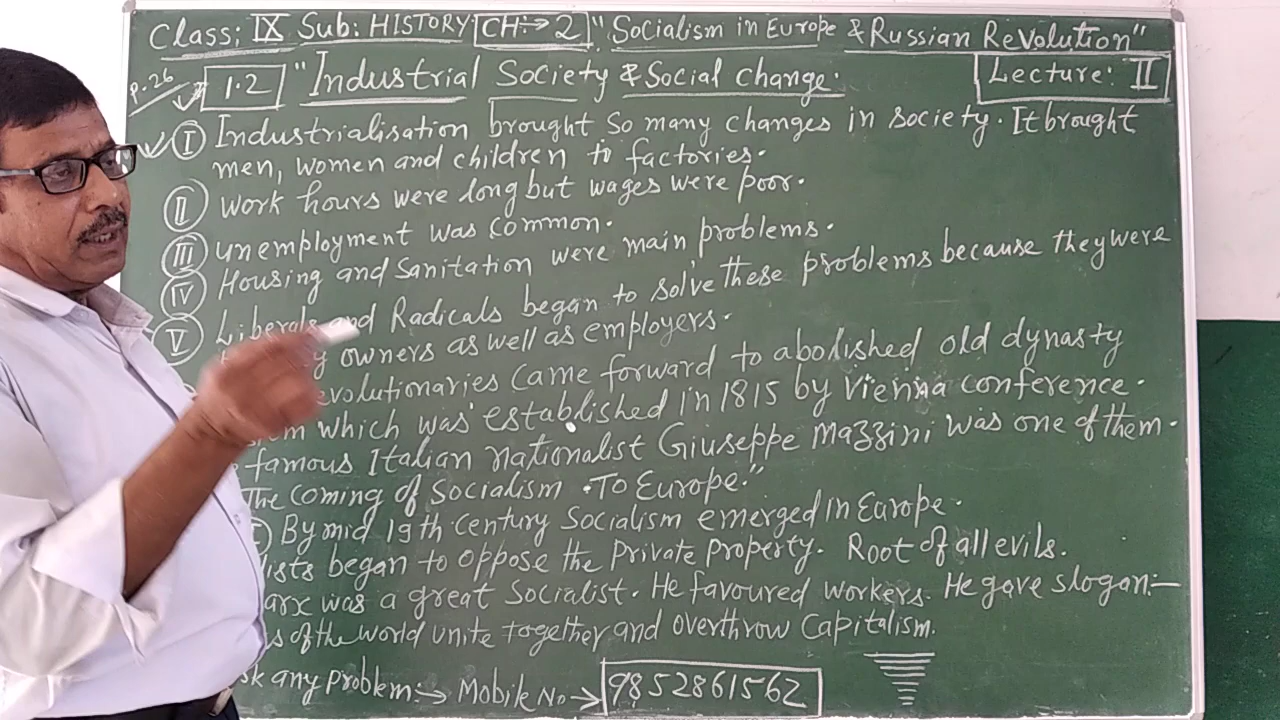 Class; IX Sub: HISTORY CH:→2 "Socialism in Europe & Russian Revolution"
P.26 1.2 "Industrial Society & Social change: Lecture: II
I Industrialisation brought so many changes in society. It brought
men, women and children to factories.
II Work hours were long but wages were poor.
III Unemployment was common.
IV Housing and Sanitation were main problems.
V Liberals and Radicals began to solve these problems because they were
owners as well as employers.
evolutionaries came forward to abolished old dynasty
which was established in 1815 by Vienna conference.
famous Italian nationalist Giuseppe Mazzini was one of them.
The coming of Socialism To Europe."
By mid 19th Century Socialism emerged in Europe.
ists began to oppose the Private Property. Root of all evils.
arx was a great Socialist. He favoured workers. He gave slogan:—
s of the world unite together and overthrow Capitalism.
sk any Problem:→ Mobile No→ 9852861562